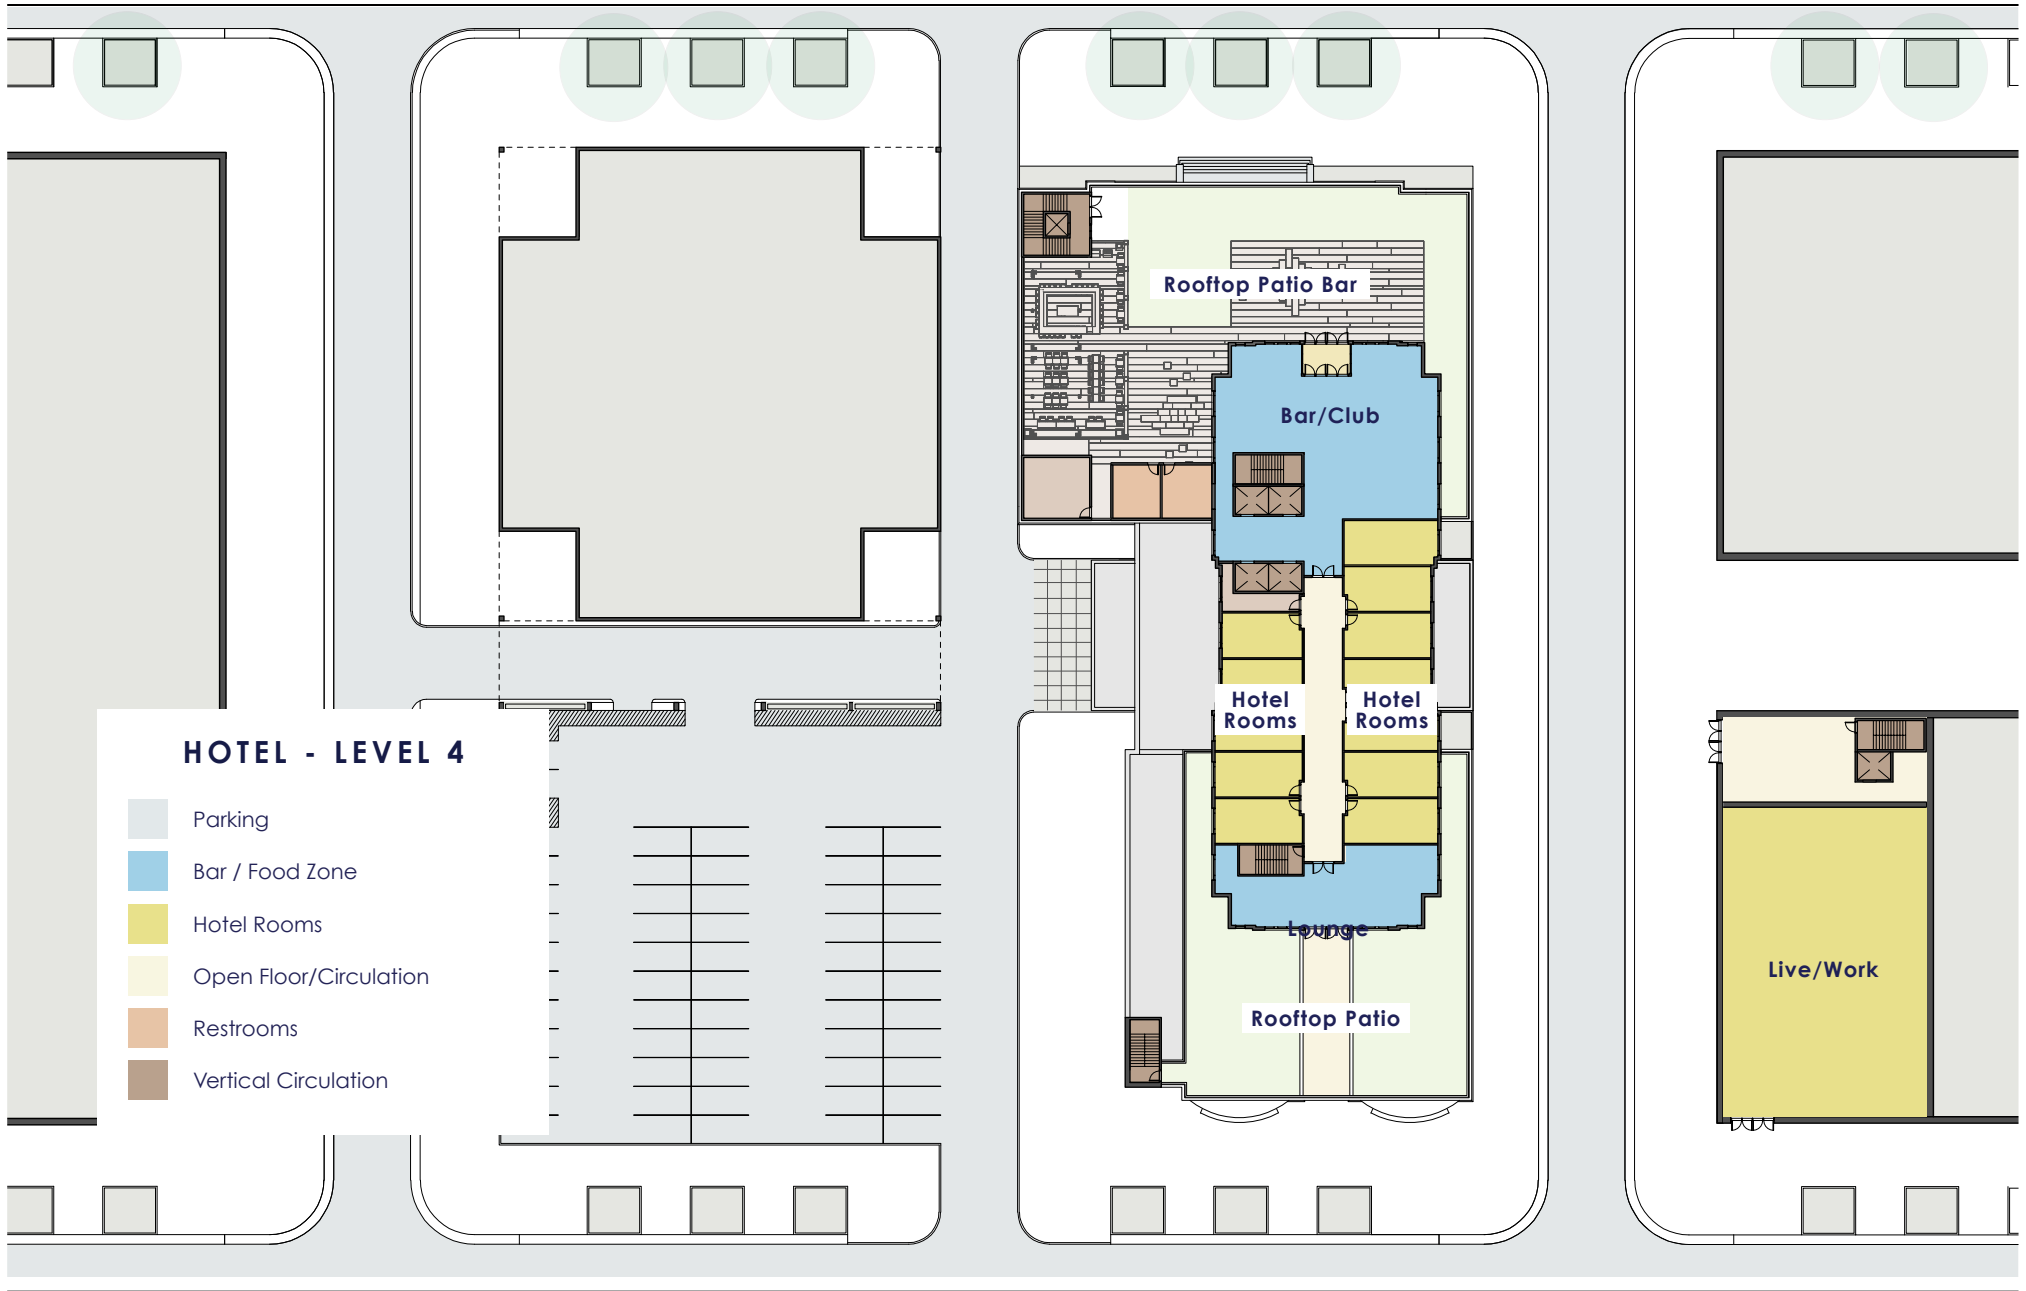 Rooftop Patio Bar
Bar/Club
Hotel
Rooms
Hotel
Rooms
Lounge
Rooftop Patio
Live/Work
HOTEL - LEVEL 4
Parking
Bar / Food Zone
Hotel Rooms
Open Floor/Circulation
Restrooms
Vertical Circulation